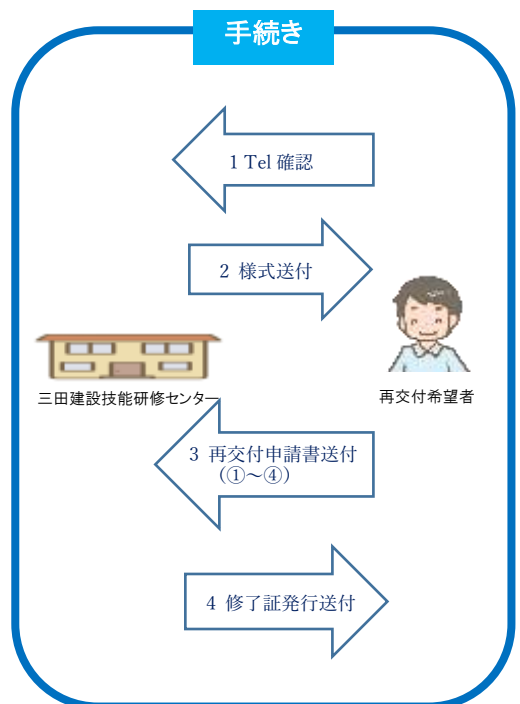 手続き
1 Tel 確認
2 様式送付
三田建設技能研修センター
再交付希望者
3 再交付申請書送付
(①～④)
4 修了証発行送付